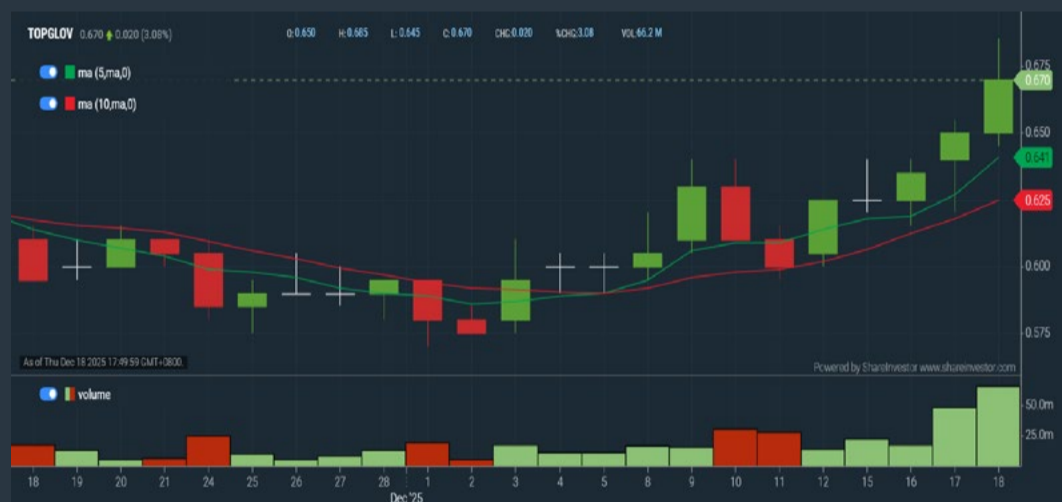 TOPGLOV 0.670 0.020 (3.08%) O: 0.650 H: 0.685 L: 0.645 C: 0.670 CHG:0.020 %CHG:3.08 VOL:66.2 M
ma (5,ma,0)
ma (10,ma,0)
0.675
0.670
0.650
0.641
0.625
0.600
0.575
As of Thu Dec 18 2025 17:49:59 GMT+0800.
Powered by ShareInvestor www.shareinvestor.com
volume
50.0m
25.0m
18 19 20 21 24 25 26 27 28 1 2 3 4 5 8 9 10 11 12 15 16 17 18
Dec '25